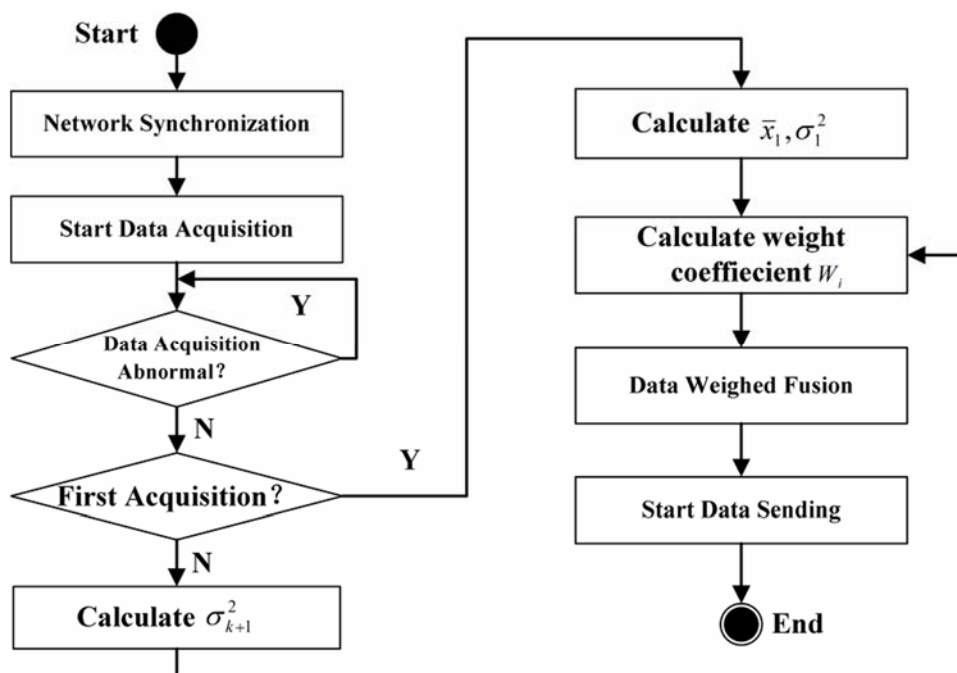 Start
Network Synchronization
Start Data Acquisition
Y
Data Acquisition
Abnormal?
N
First Acquisition?
Y
N
Calculate σ²ₖ₊₁
Calculate x̄₁, σ₁²
Calculate weight
coeffiecient Wᵢ
Data Weighed Fusion
Start Data Sending
End